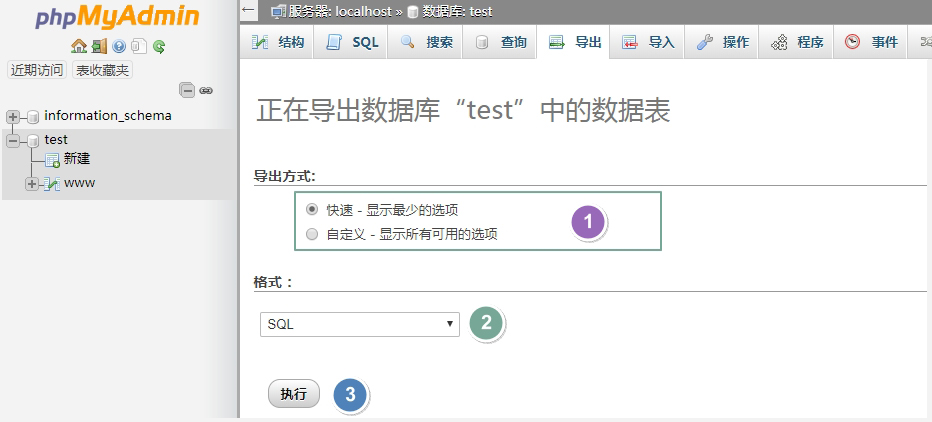 phpMyAdmin
近期访问 表收藏夹
information_schema
test
新建
www
服务器: localhost » 数据库: test
结构 SQL 搜索 查询 导出 导入 操作 程序 事件
正在导出数据库“test”中的数据表
导出方式:
快速 - 显示最少的选项
自定义 - 显示所有可用的选项
1
格式：
SQL
2
执行
3